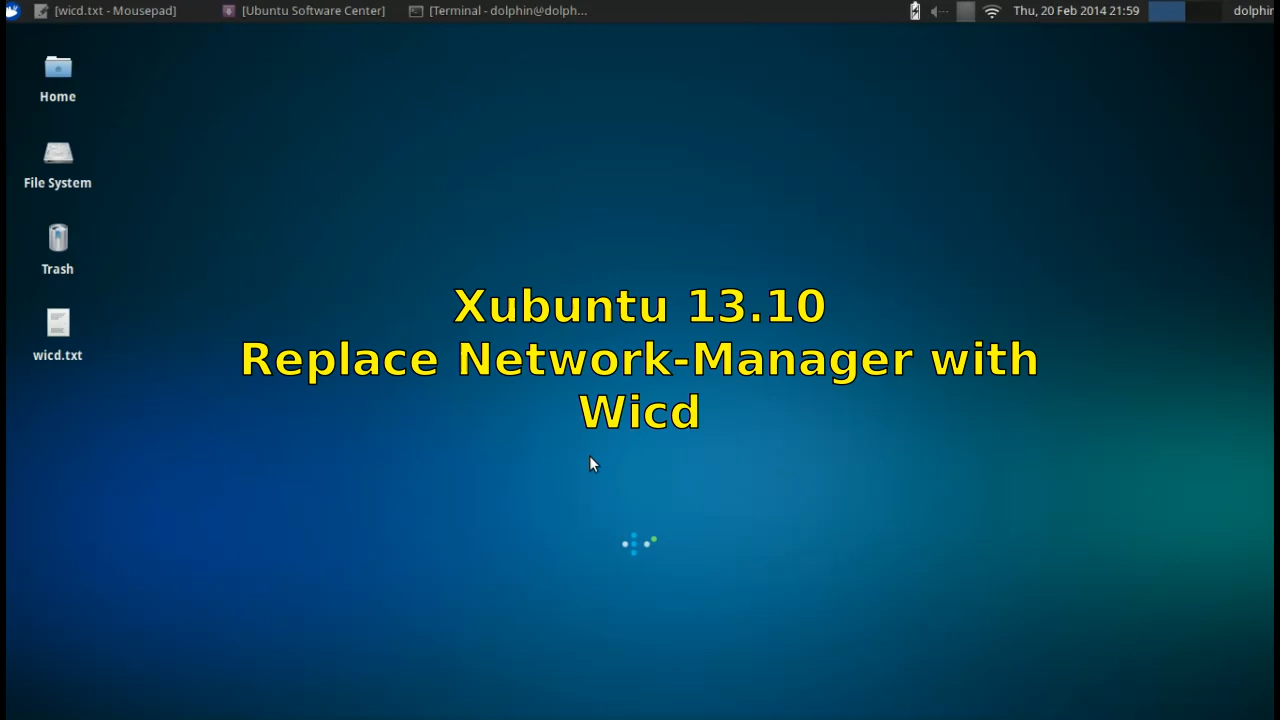 [wicd.txt - Mousepad]
[Ubuntu Software Center]
[Terminal - dolphin@dolph...
Thu, 20 Feb 2014 21:59
dolphin
Home
File System
Trash
wicd.txt
Xubuntu 13.10
Replace Network-Manager with
Wicd